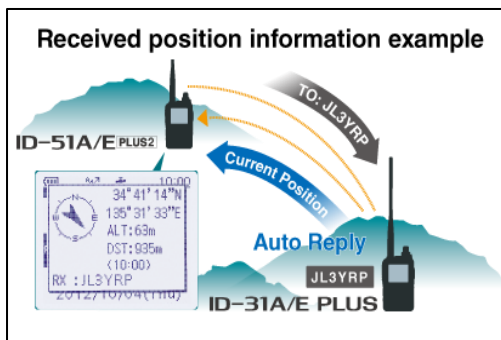 Received position information example
TO: JL3YRP
ID-51A/E PLUS2
Current Position
10:00
34°41'14"N
135°31'33"E
ALT:63m
DST:935m
(10:00)
RX :JL3YRP
2012/10/04(Thu)
N
W
E
S
Auto Reply
JL3YRP
ID-31A/E PLUS